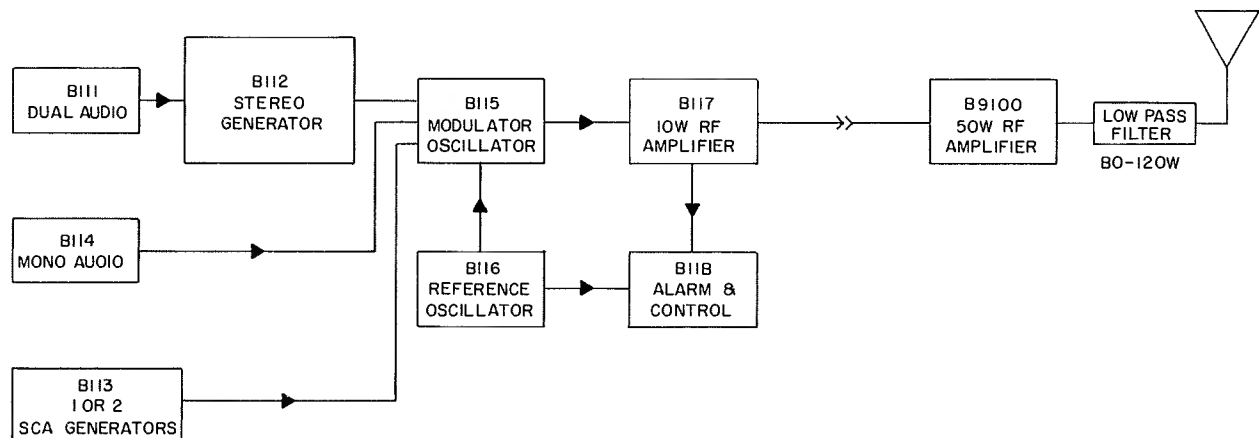 B111
DUAL AUDIO
B112
STEREO
GENERATOR
B115
MODULATOR
OSCILLATOR
B117
10W RF
AMPLIFIER
B9100
50W RF
AMPLIFIER
LOW PASS
FILTER
80-120W
B114
MONO AUDIO
B116
REFERENCE
OSCILLATOR
B118
ALARM &
CONTROL
B113
1 OR 2
SCA GENERATORS